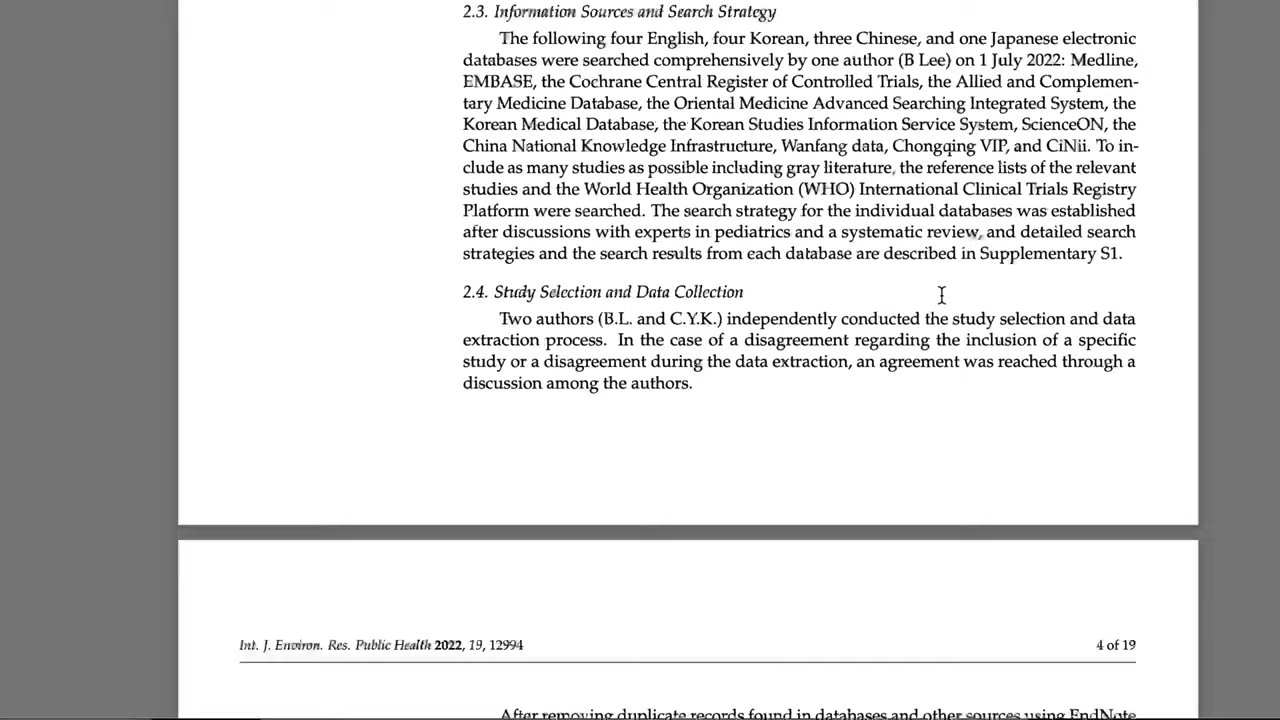 2.3. Information Sources and Search Strategy
The following four English, four Korean, three Chinese, and one Japanese electronic
databases were searched comprehensively by one author (B Lee) on 1 July 2022: Medline,
EMBASE, the Cochrane Central Register of Controlled Trials, the Allied and Complemen-
tary Medicine Database, the Oriental Medicine Advanced Searching Integrated System, the
Korean Medical Database, the Korean Studies Information Service System, ScienceON, the
China National Knowledge Infrastructure, Wanfang data, Chongqing VIP, and CiNii. To in-
clude as many studies as possible including gray literature, the reference lists of the relevant
studies and the World Health Organization (WHO) International Clinical Trials Registry
Platform were searched. The search strategy for the individual databases was established
after discussions with experts in pediatrics and a systematic review, and detailed search
strategies and the search results from each database are described in Supplementary S1.
2.4. Study Selection and Data Collection
Two authors (B.L. and C.Y.K.) independently conducted the study selection and data
extraction process. In the case of a disagreement regarding the inclusion of a specific
study or a disagreement during the data extraction, an agreement was reached through a
discussion among the authors.
Int. J. Environ. Res. Public Health 2022, 19, 12994
4 of 19
After removing duplicate records found in databases and other sources using EndNote